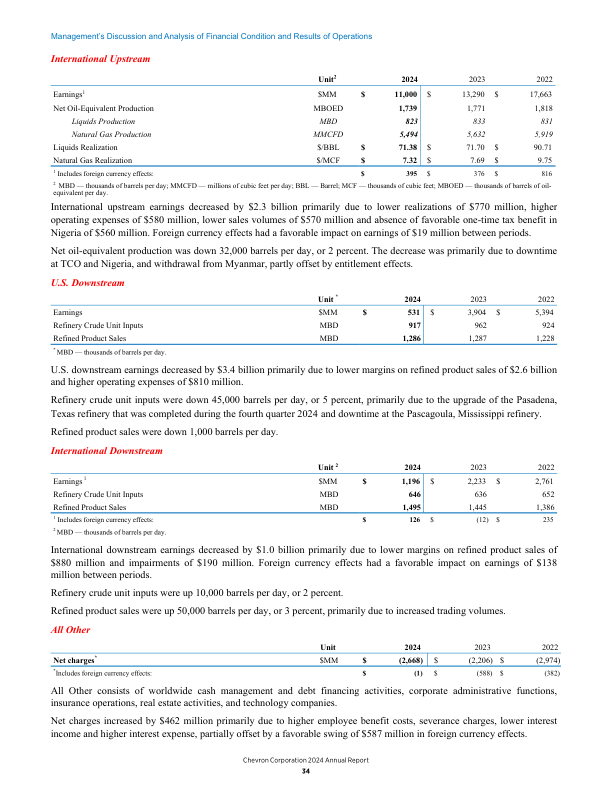 Management's Discussion and Analysis of Financial Condition and Results of Operations
International Upstream
Unit2 2024 2023 2022
Earnings1 $MM $ 11,000 $ 13,290 $ 17,663
Net Oil-Equivalent Production MBOED 1,739 1,771 1,818
Liquids Production MBD 823 833 831
Natural Gas Production MMCFD 5,494 5,632 5,919
Liquids Realization $/BBL $ 71.38 $ 71.70 $ 90.71
Natural Gas Realization $/MCF $ 7.32 $ 7.69 $ 9.75
1 Includes foreign currency effects: $ 395 $ 376 $ 816
2 MBD — thousands of barrels per day; MMCFD — millions of cubic feet per day; BBL — Barrel; MCF — thousands of cubic feet; MBOED — thousands of barrels of oil-
equivalent per day.
International upstream earnings decreased by $2.3 billion primarily due to lower realizations of $770 million, higher
operating expenses of $580 million, lower sales volumes of $570 million and absence of favorable one-time tax benefit in
Nigeria of $560 million. Foreign currency effects had a favorable impact on earnings of $19 million between periods.
Net oil-equivalent production was down 32,000 barrels per day, or 2 percent. The decrease was primarily due to downtime
at TCO and Nigeria, and withdrawal from Myanmar, partly offset by entitlement effects.
U.S. Downstream
Unit * 2024 2023 2022
Earnings $MM $ 531 $ 3,904 $ 5,394
Refinery Crude Unit Inputs MBD 917 962 924
Refined Product Sales MBD 1,286 1,287 1,228
* MBD — thousands of barrels per day.
U.S. downstream earnings decreased by $3.4 billion primarily due to lower margins on refined product sales of $2.6 billion
and higher operating expenses of $810 million.
Refinery crude unit inputs were down 45,000 barrels per day, or 5 percent, primarily due to the upgrade of the Pasadena,
Texas refinery that was completed during the fourth quarter 2024 and downtime at the Pascagoula, Mississippi refinery.
Refined product sales were down 1,000 barrels per day.
International Downstream
Unit 2 2024 2023 2022
Earnings 1 $MM $ 1,196 $ 2,233 $ 2,761
Refinery Crude Unit Inputs MBD 646 636 652
Refined Product Sales MBD 1,495 1,445 1,386
1 Includes foreign currency effects: $ 126 $ (12) $ 235
2 MBD — thousands of barrels per day.
International downstream earnings decreased by $1.0 billion primarily due to lower margins on refined product sales of
$880 million and impairments of $190 million. Foreign currency effects had a favorable impact on earnings of $138
million between periods.
Refinery crude unit inputs were up 10,000 barrels per day, or 2 percent.
Refined product sales were up 50,000 barrels per day, or 3 percent, primarily due to increased trading volumes.
All Other
Unit 2024 2023 2022
Net charges* $MM $ (2,668) $ (2,206) $ (2,974)
*Includes foreign currency effects: $ (1) $ (588) $ (382)
All Other consists of worldwide cash management and debt financing activities, corporate administrative functions,
insurance operations, real estate activities, and technology companies.
Net charges increased by $462 million primarily due to higher employee benefit costs, severance charges, lower interest
income and higher interest expense, partially offset by a favorable swing of $587 million in foreign currency effects.
Chevron Corporation 2024 Annual Report
34